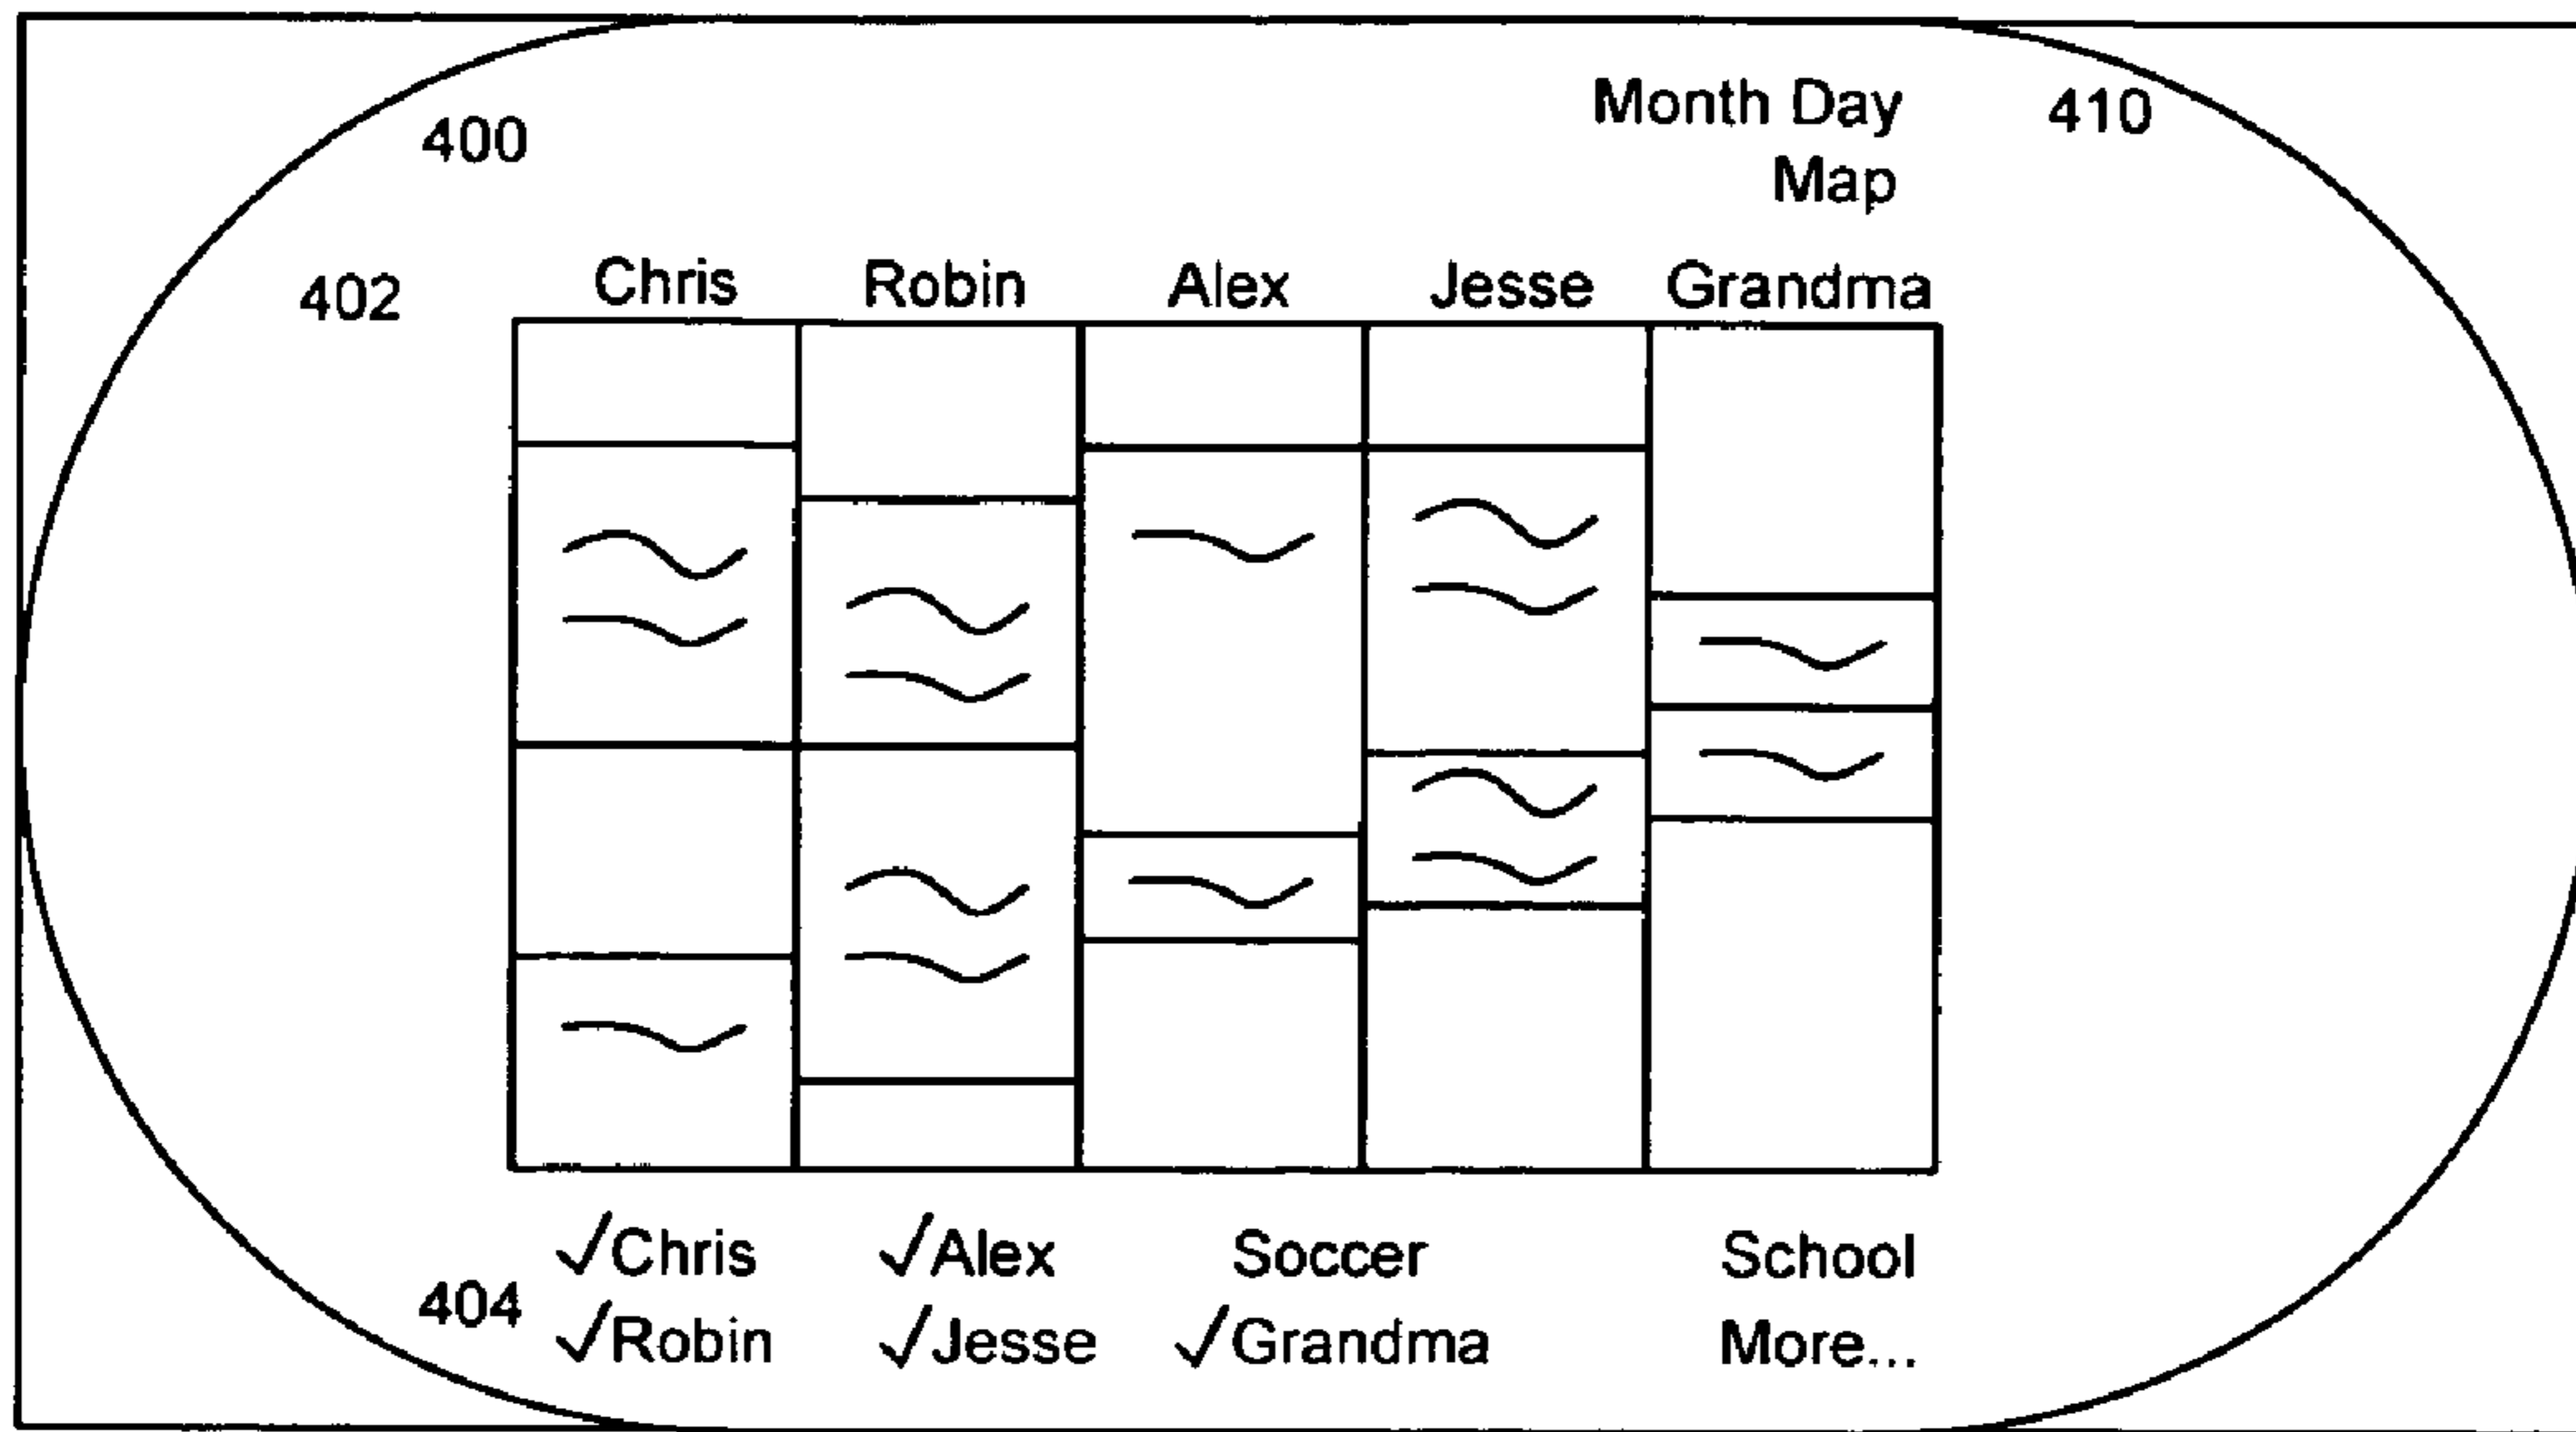 400 Month Day 410
Map
402 Chris Robin Alex Jesse Grandma
√Chris √Alex Soccer School
404 √Robin √Jesse √Grandma More...